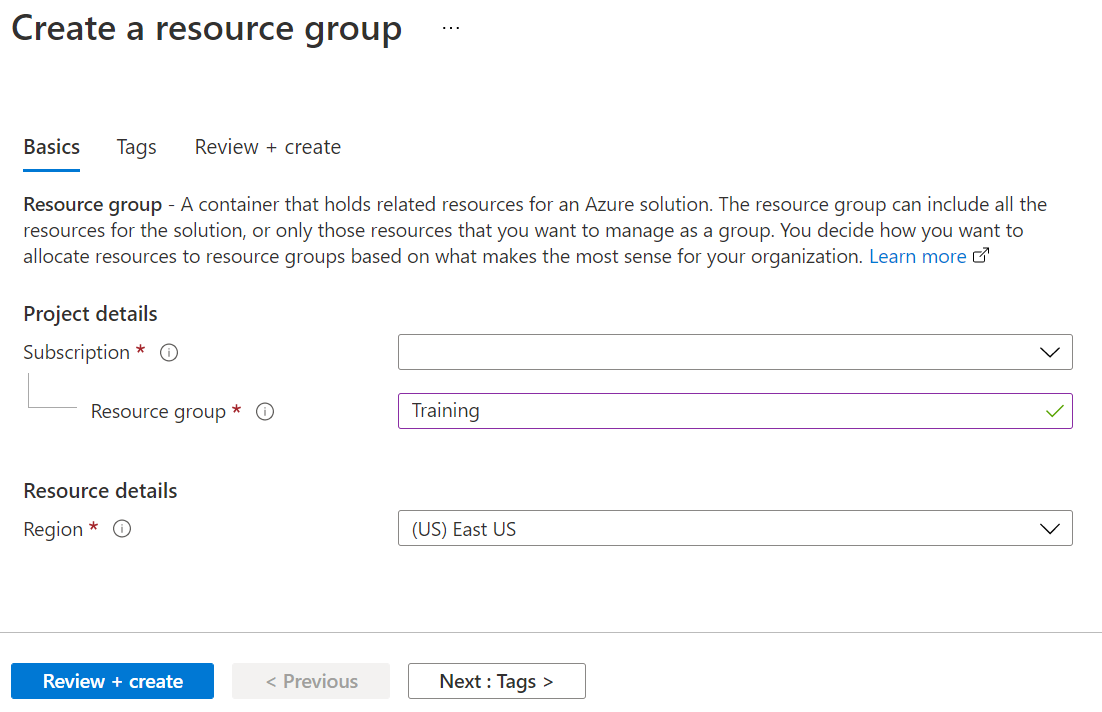 Create a resource group ...
Basics Tags Review + create
Resource group - A container that holds related resources for an Azure solution. The resource group can include all the
resources for the solution, or only those resources that you want to manage as a group. You decide how you want to
allocate resources to resource groups based on what makes the most sense for your organization. Learn more
Project details
Subscription *
Resource group * Training
Resource details
Region * (US) East US
Review + create < Previous Next : Tags >